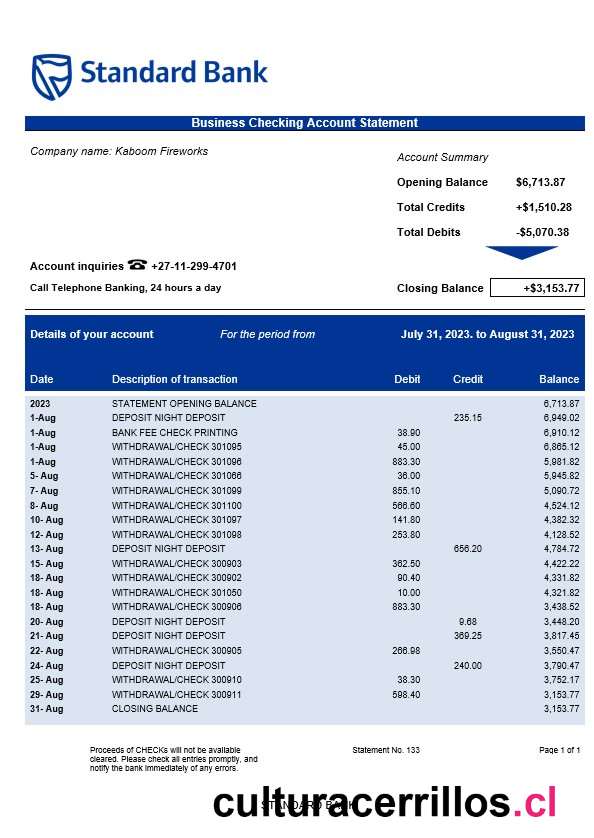 Standard Bank
Business Checking Account Statement
Company name: Kaboom Fireworks
Account Summary
Opening Balance $6,713.87
Total Credits +$1,510.28
Total Debits -$5,070.38
Account inquiries ☎ +27-11-299-4701
Call Telephone Banking, 24 hours a day
Closing Balance +$3,153.77
Details of your account For the period from July 31, 2023. to August 31, 2023
Date Description of transaction Debit Credit Balance
2023 STATEMENT OPENING BALANCE 6,713.87
1-Aug DEPOSIT NIGHT DEPOSIT 235.15 6,949.02
1-Aug BANK FEE CHECK PRINTING 38.90 6,910.12
1-Aug WITHDRAWAL/CHECK 301095 45.00 6,865.12
1-Aug WITHDRAWAL/CHECK 301096 883.30 5,981.82
5- Aug WITHDRAWAL/CHECK 301066 36.00 5,945.82
7- Aug WITHDRAWAL/CHECK 301099 855.10 5,090.72
8- Aug WITHDRAWAL/CHECK 301100 566.60 4,524.12
10- Aug WITHDRAWAL/CHECK 301097 141.80 4,382.32
12- Aug WITHDRAWAL/CHECK 301098 253.80 4,128.52
13- Aug DEPOSIT NIGHT DEPOSIT 656.20 4,784.72
15- Aug WITHDRAWAL/CHECK 300903 362.50 4,422.22
18- Aug WITHDRAWAL/CHECK 300902 90.40 4,331.82
18- Aug WITHDRAWAL/CHECK 301050 10.00 4,321.82
18- Aug WITHDRAWAL/CHECK 300906 883.30 3,438.52
20- Aug DEPOSIT NIGHT DEPOSIT 9.68 3,448.20
21- Aug DEPOSIT NIGHT DEPOSIT 369.25 3,817.45
22- Aug WITHDRAWAL/CHECK 300905 266.98 3,550.47
24- Aug DEPOSIT NIGHT DEPOSIT 240.00 3,790.47
25- Aug WITHDRAWAL/CHECK 300910 38.30 3,752.17
29- Aug WITHDRAWAL/CHECK 300911 598.40 3,153.77
31- Aug CLOSING BALANCE 3,153.77
Proceeds of CHECKs will not be available
cleared. Please check all entries promptly, and
notify the bank immediately of any errors.
Statement No. 133
Page 1 of 1
STANDARD BANK
culturacerrillos.cl